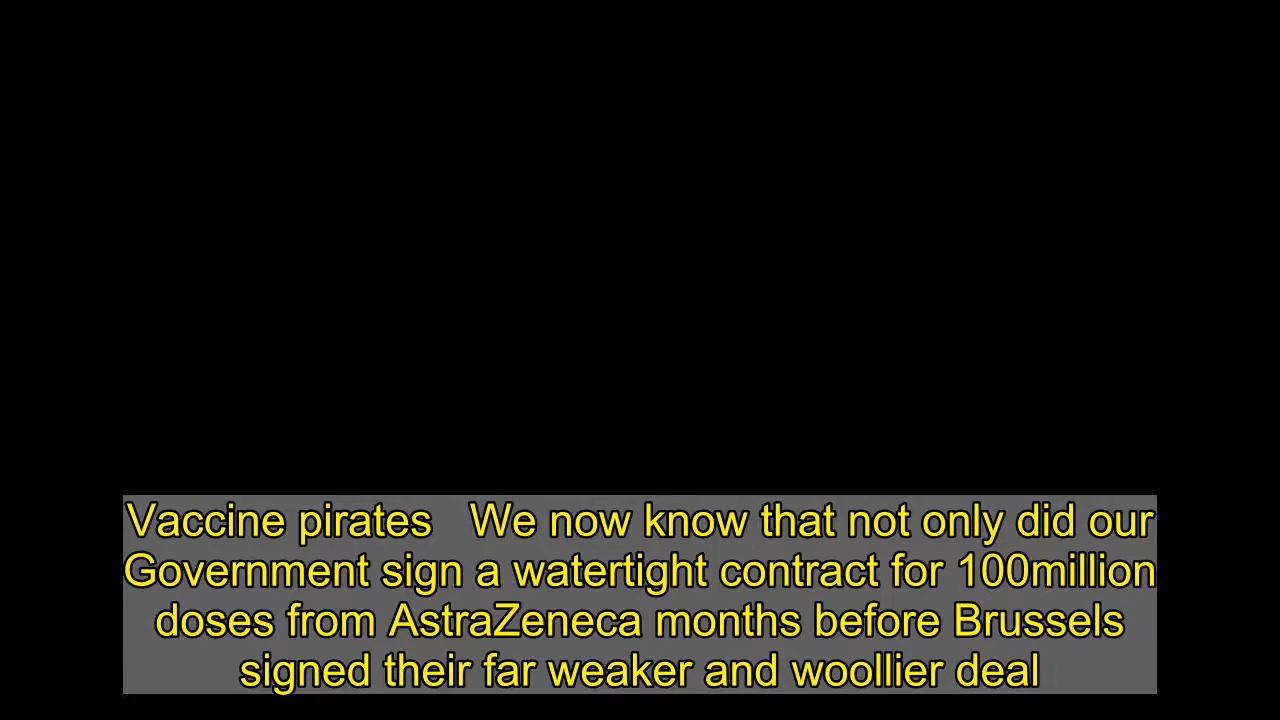 Vaccine pirates   We now know that not only did our
Government sign a watertight contract for 100million
doses from AstraZeneca months before Brussels
signed their far weaker and woollier deal